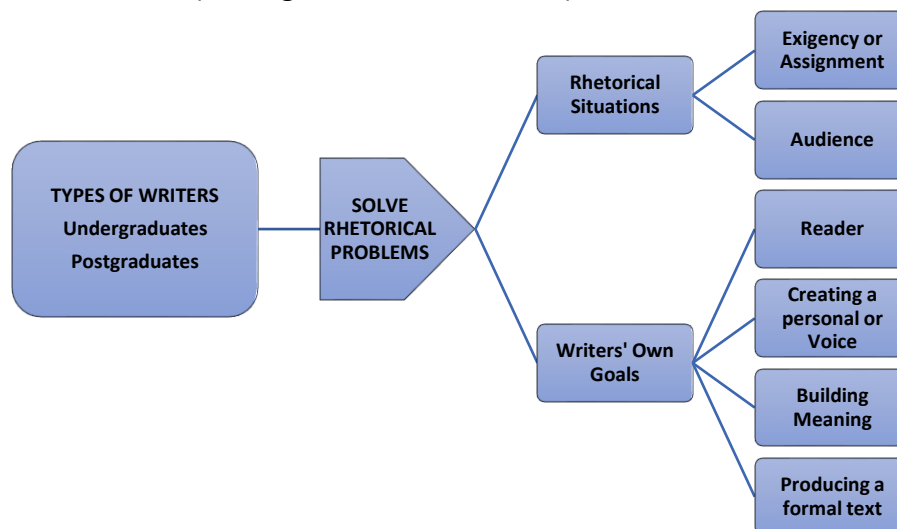 TYPES OF WRITERS
Undergraduates
Postgraduates
SOLVE
RHETORICAL
PROBLEMS
Rhetorical
Situations
Exigency or
Assignment
Audience
Writers' Own
Goals
Reader
Creating a
personal or
Voice
Building
Meaning
Producing a
formal text